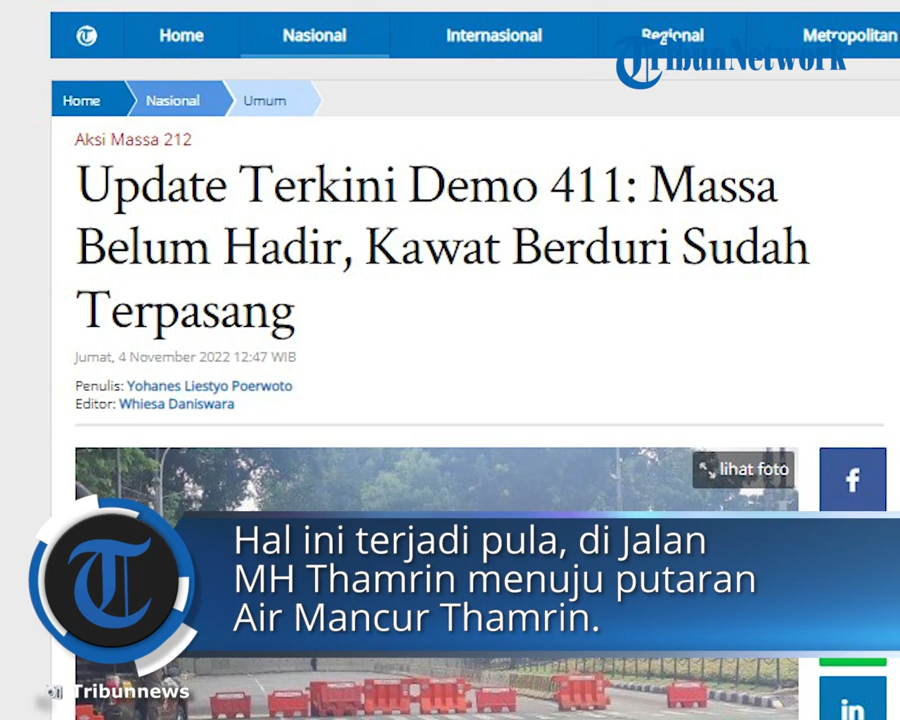 Home Nasional Internasional Regional Metropolitan
TribunNetwork
Home Nasional Umum
Aksi Massa 212
Update Terkini Demo 411: Massa
Belum Hadir, Kawat Berduri Sudah
Terpasang
Jumat, 4 November 2022 12:47 WIB
Penulis: Yohanes Liestyo Poerwoto
Editor: Whiesa Daniswara
lihat foto
f
Hal ini terjadi pula, di Jalan
MH Thamrin menuju putaran
Air Mancur Thamrin.
T
Tribunnews
in